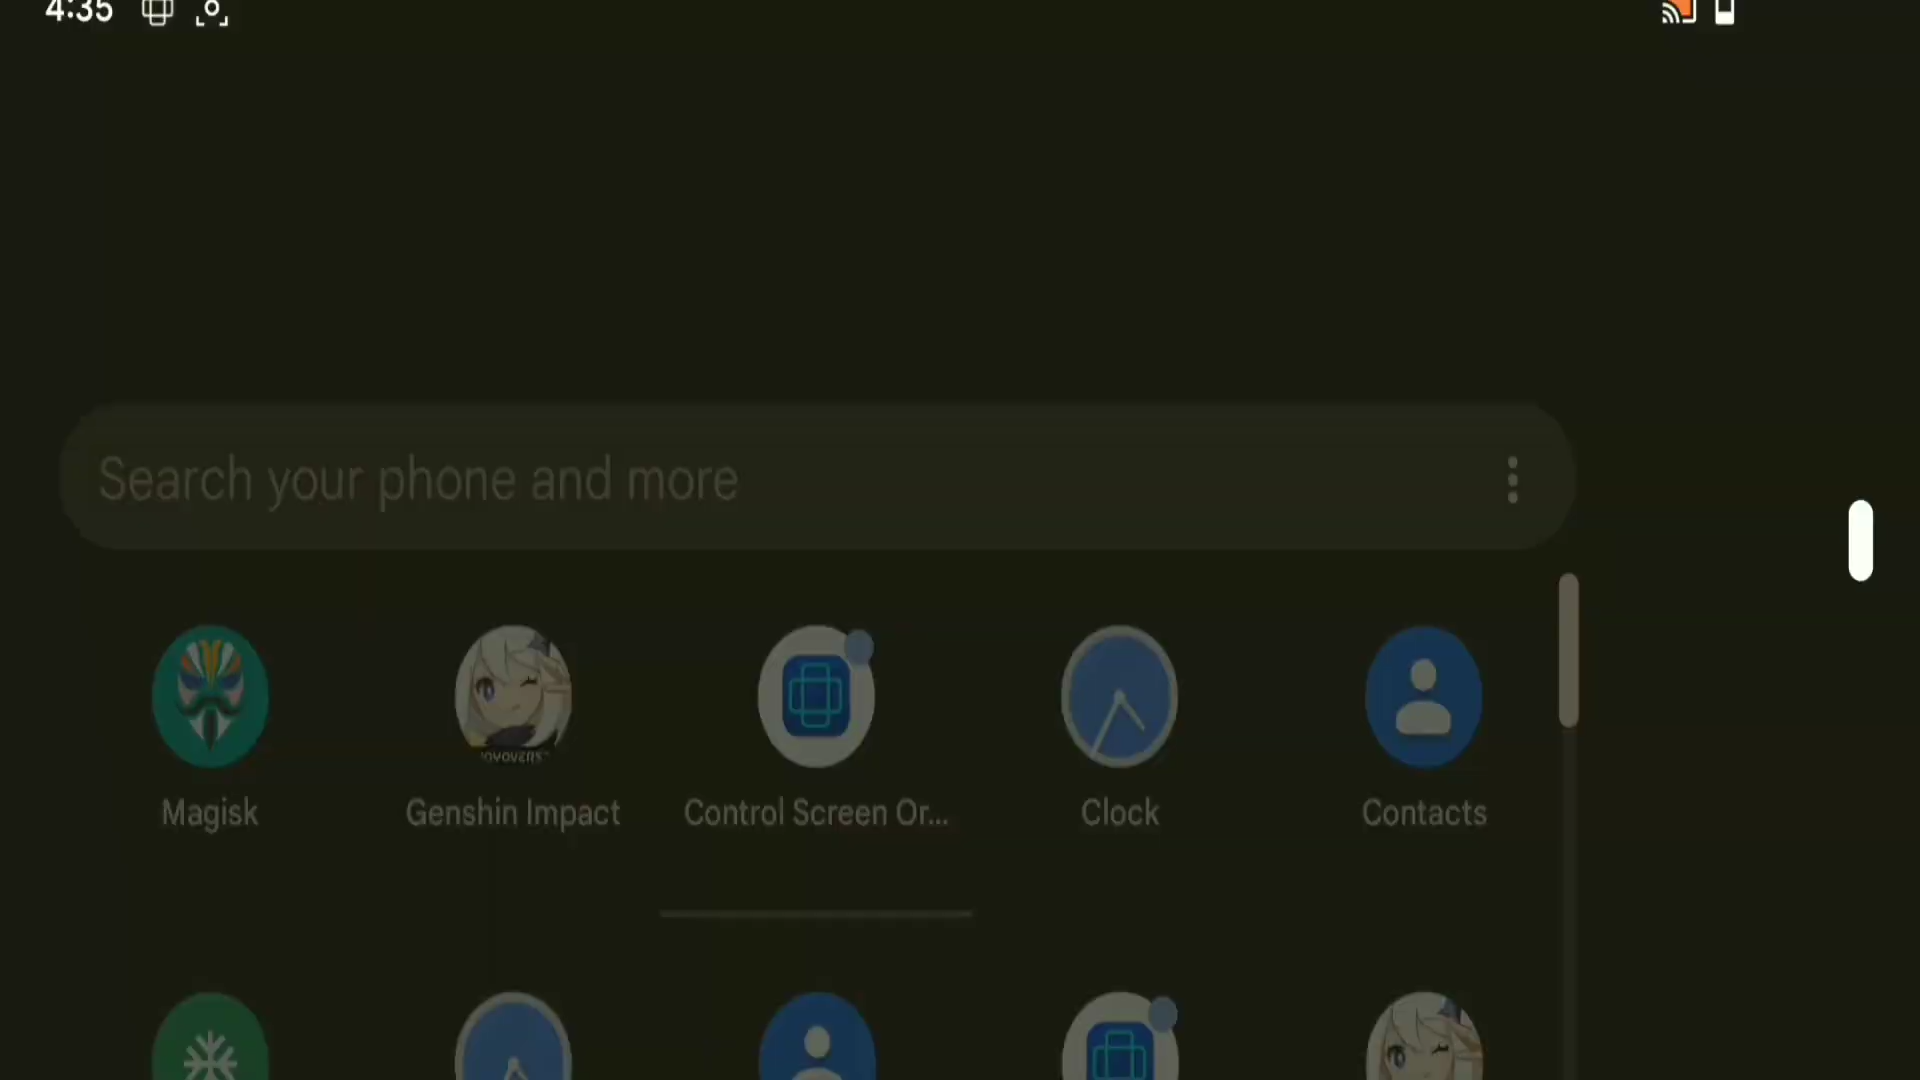 4:35
Search your phone and more
Magisk
Genshin Impact
Control Screen Or...
Clock
Contacts